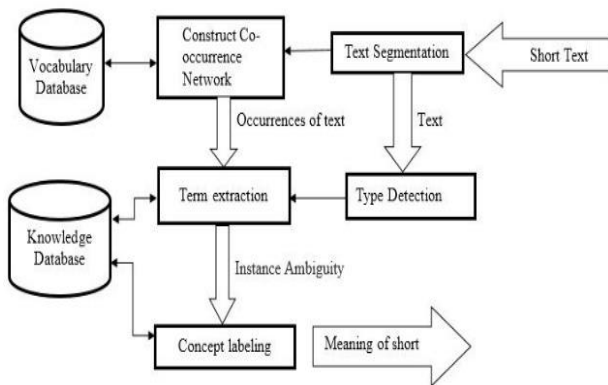 Construct Co-
occurrence
Network
Text Segmentation
Short Text
Vocabulary
Database
Occurrences of text
Text
Term extraction
Type Detection
Knowledge
Database
Instance Ambiguity
Concept labeling
Meaning of short